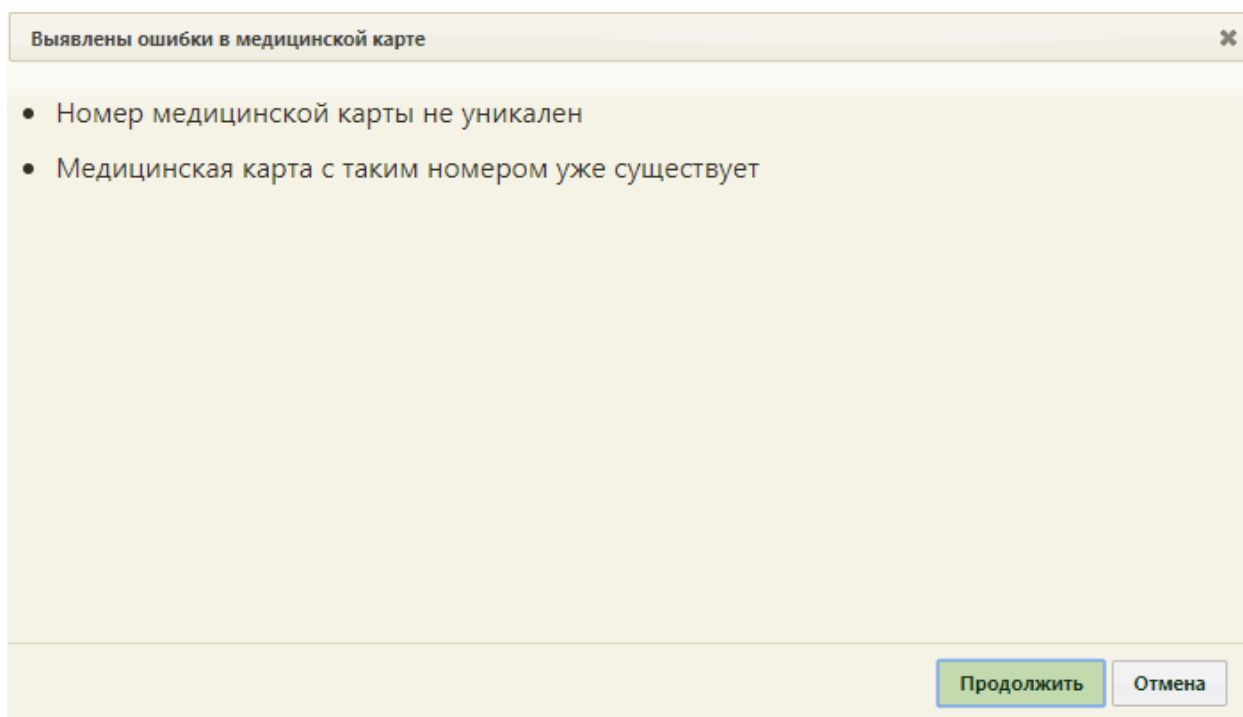 Выявлены ошибки в медицинской карте
Номер медицинской карты не уникален
Медицинская карта с таким номером уже существует
Продолжить Отмена